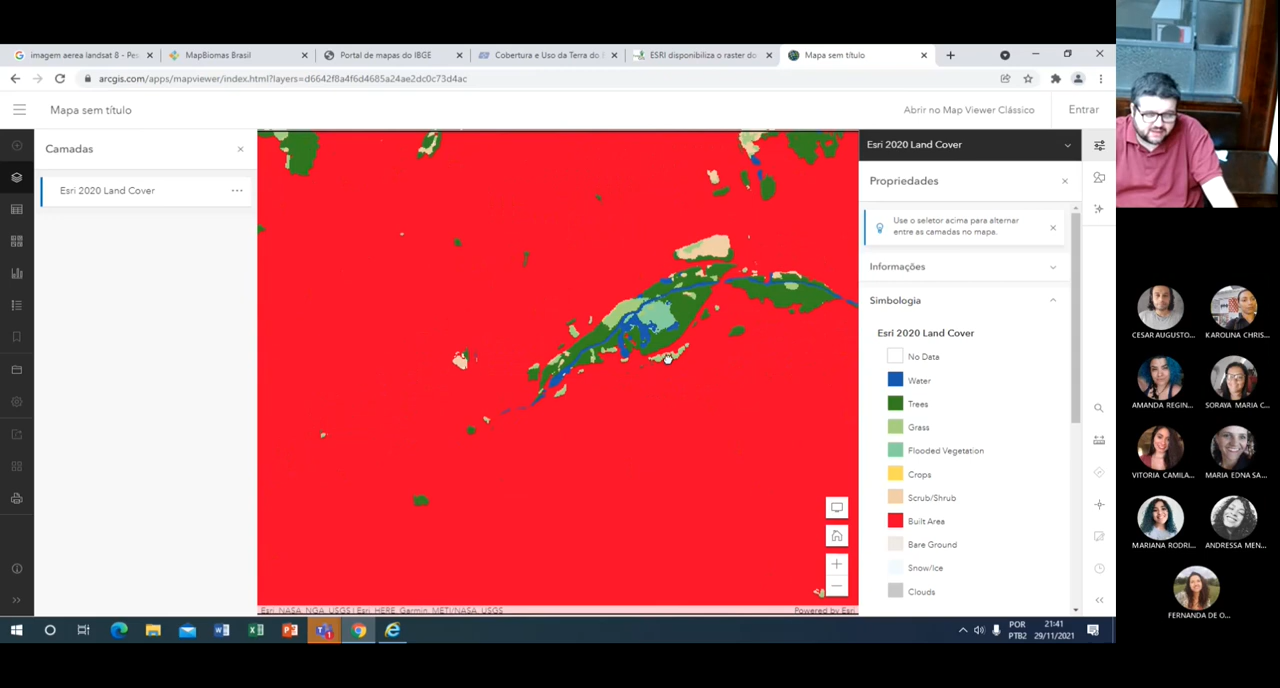 imagem aerea landsat 8 - Pes
MapBiomas Brasil
Portal de mapas do IBGE
Cobertura e Uso da Terra do B
ESRI disponibiliza o raster do
Mapa sem título
arcgis.com/apps/mapviewer/index.html?layers=d6642f8a4f6d4685a24ae2dc0c73d4ac
Mapa sem título
Abrir no Map Viewer Clássico
Entrar
Camadas
Esri 2020 Land Cover
Esri 2020 Land Cover
Propriedades
Use o seletor acima para alternar
entre as camadas no mapa.
Informações
Simbologia
Esri 2020 Land Cover
No Data
Water
Trees
Grass
Flooded Vegetation
Crops
Scrub/Shrub
Built Area
Bare Ground
Snow/Ice
Clouds
Esri, NASA, NGA, USGS | Esri, HERE, Garmin, METI/NASA, USGS
Powered by Esri
POR
PTB2
21:41
29/11/2021
CESAR AUGUSTO...
KAROLINA CHRIS...
AMANDA REGIN...
SORAYA MARIA C...
VITORIA CAMILA...
MARIA EDNA SA...
MARIANA RODRI...
ANDRESSA MEN...
FERNANDA DE O...